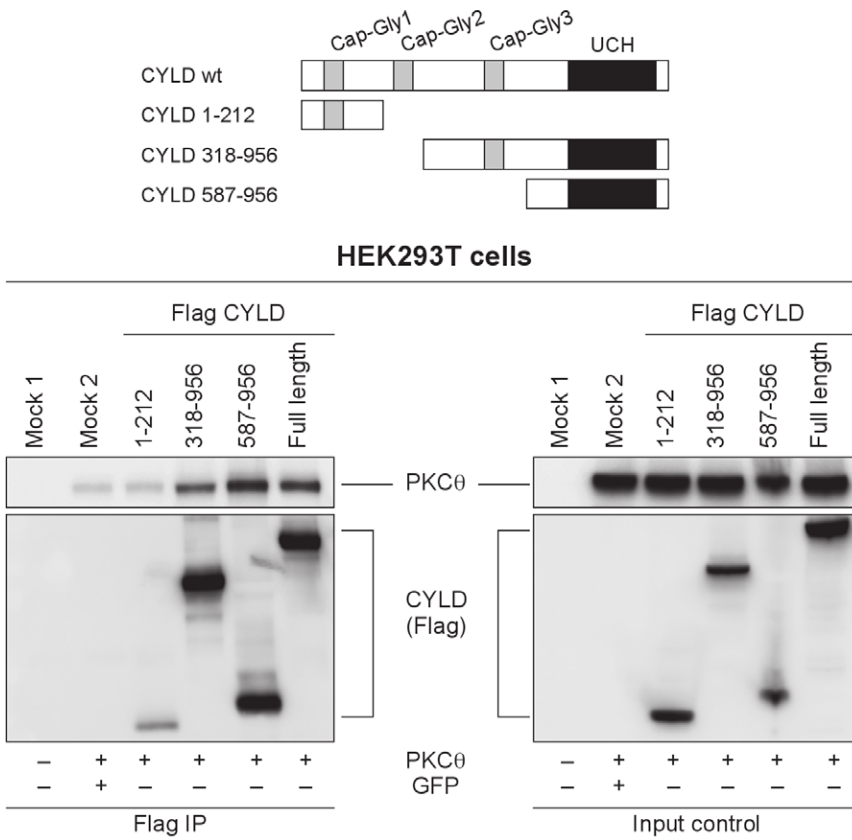 Cap-Gly1 Cap-Gly2 Cap-Gly3 UCH
CYLD wt
CYLD 1-212
CYLD 318-956
CYLD 587-956
HEK293T cells
Flag CYLD Flag CYLD
Mock 1 Mock 2 1-212 318-956 587-956 Full length Mock 1 Mock 2 1-212 318-956 587-956 Full length
PKCθ
CYLD
(Flag)
– + + + + + PKCθ – + + + + +
– + – – – – GFP – + – – – –
Flag IP Input control